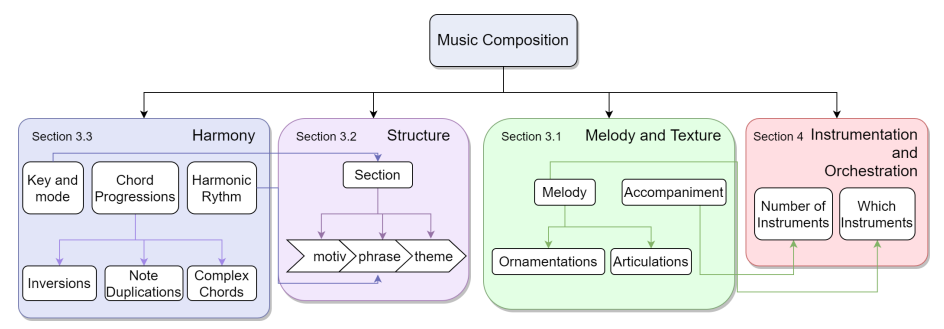 Music Composition
Section 3.3 Harmony
Key and
mode
Chord
Progressions
Harmonic
Rythm
Inversions
Note
Duplications
Complex
Chords
Section 3.2 Structure
Section
motiv phrase theme
Section 3.1 Melody and Texture
Melody
Accompaniment
Ornamentations
Articulations
Section 4 Instrumentation
and
Orchestration
Number of
Instruments
Which
Instruments